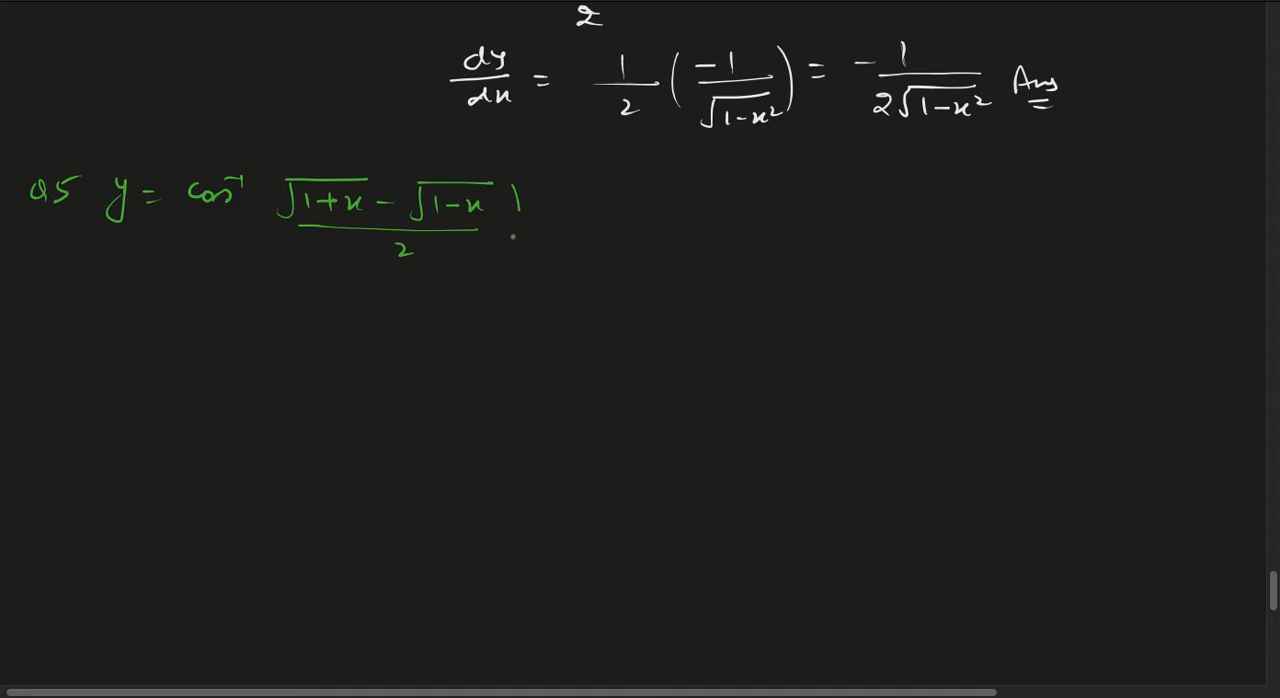 2
dy/dx = 1/2 (-1/√(1-x²)) = -1/(2√(1-x²)) Ans
Q5 y = cos⁻¹ (√(1+x) - √(1-x))/2 )